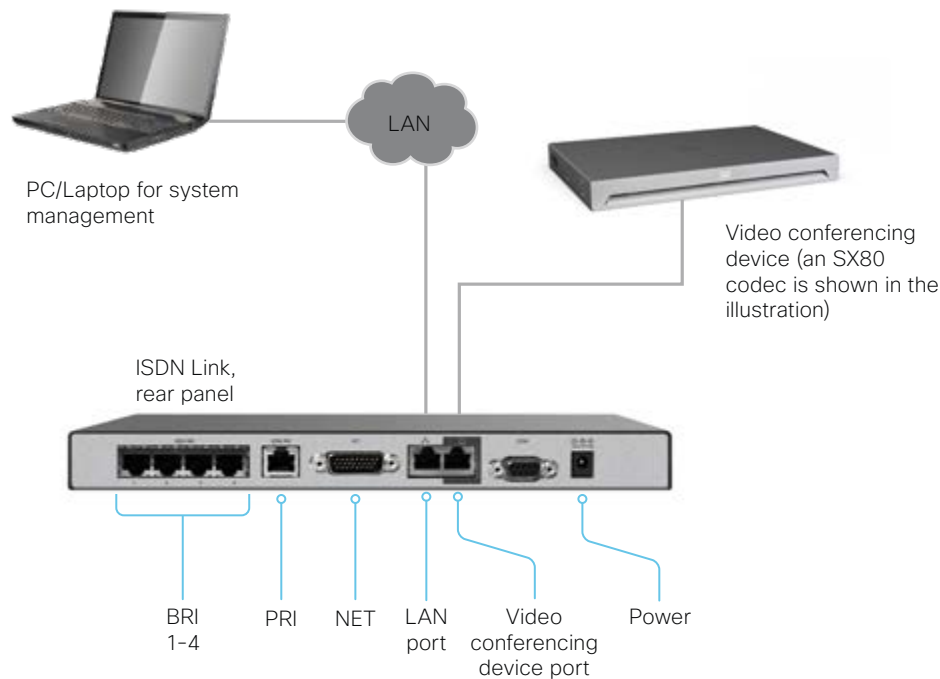 LAN
PC/Laptop for system
management
Video conferencing
device (an SX80
codec is shown in the
illustration)
ISDN Link,
rear panel
BRI
1-4
PRI
NET
LAN
port
Video
conferencing
device port
Power